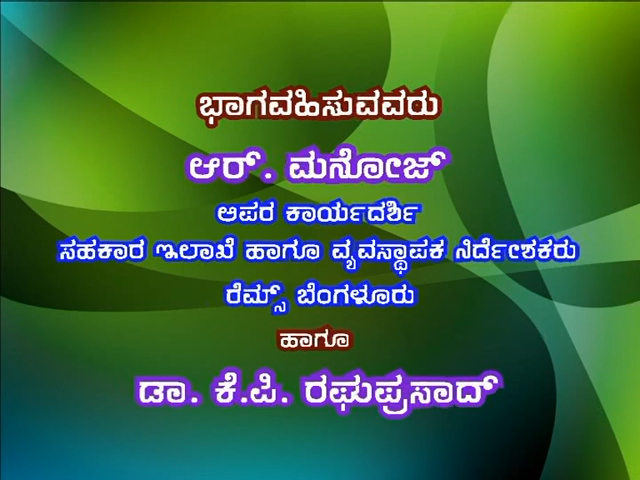 ಭಾಗವಹಿಸುವವರು
ಆರ್. ಮನೋಜ್
ಅಪರ ಕಾರ್ಯದರ್ಶಿ
ಸಹಕಾರ ಇಲಾಖೆ ಹಾಗೂ ವ್ಯವಸ್ಥಾಪಕ ನಿರ್ದೇಶಕರು
ರೆಮ್ಸ್ ಬೆಂಗಳೂರು
ಹಾಗೂ
ಡಾ. ಕೆ.ಪಿ. ರಘುಪ್ರಸಾದ್